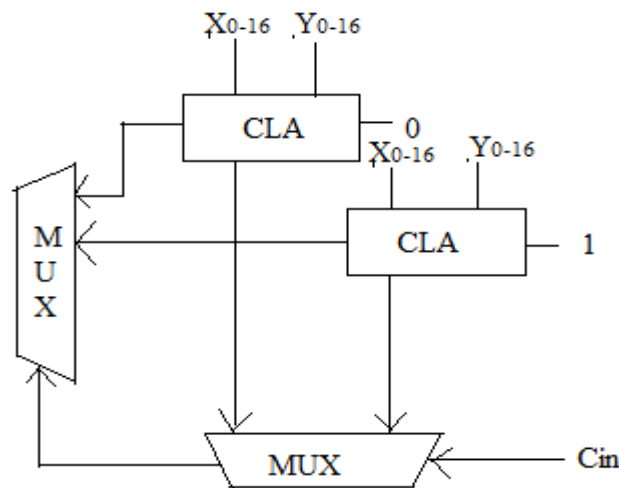 X0-16 Y0-16
CLA 0
X0-16 Y0-16
CLA 1
M
U
X
MUX Cin